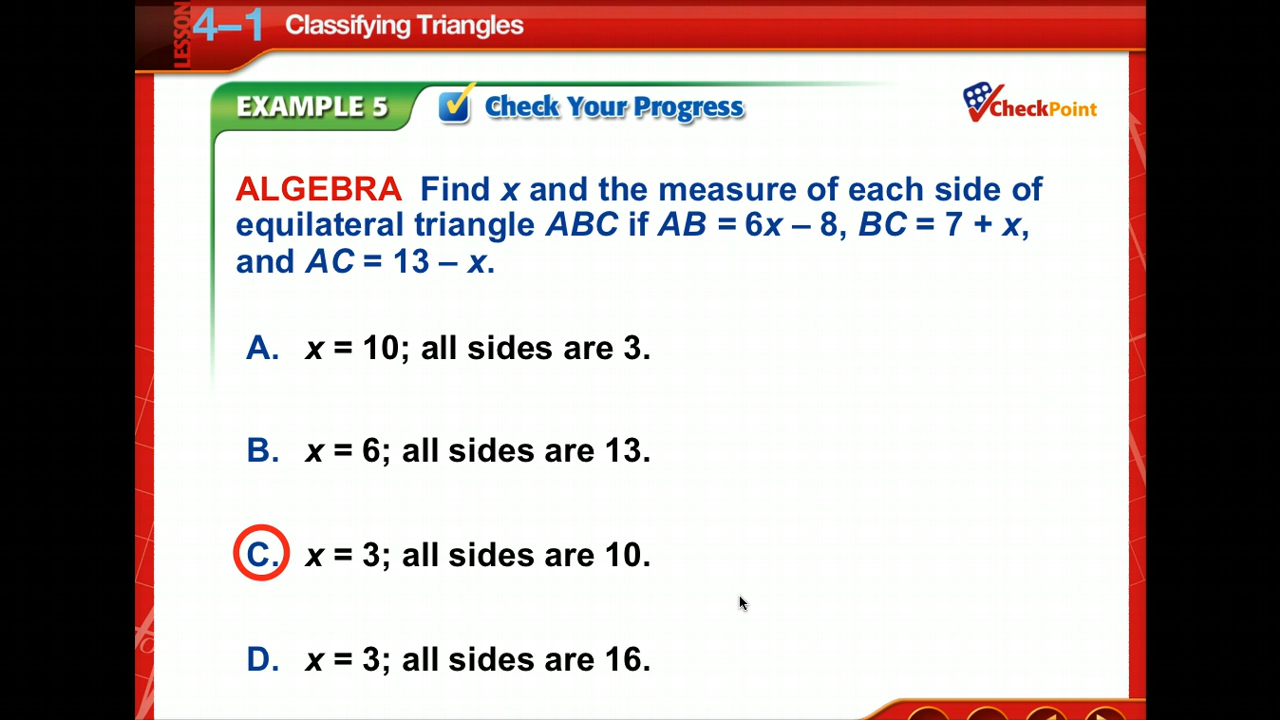 LESSON 4–1 Classifying Triangles
EXAMPLE 5 Check Your Progress CheckPoint
ALGEBRA Find x and the measure of each side of
equilateral triangle ABC if AB = 6x – 8, BC = 7 + x,
and AC = 13 – x.
A. x = 10; all sides are 3.
B. x = 6; all sides are 13.
C. x = 3; all sides are 10.
D. x = 3; all sides are 16.